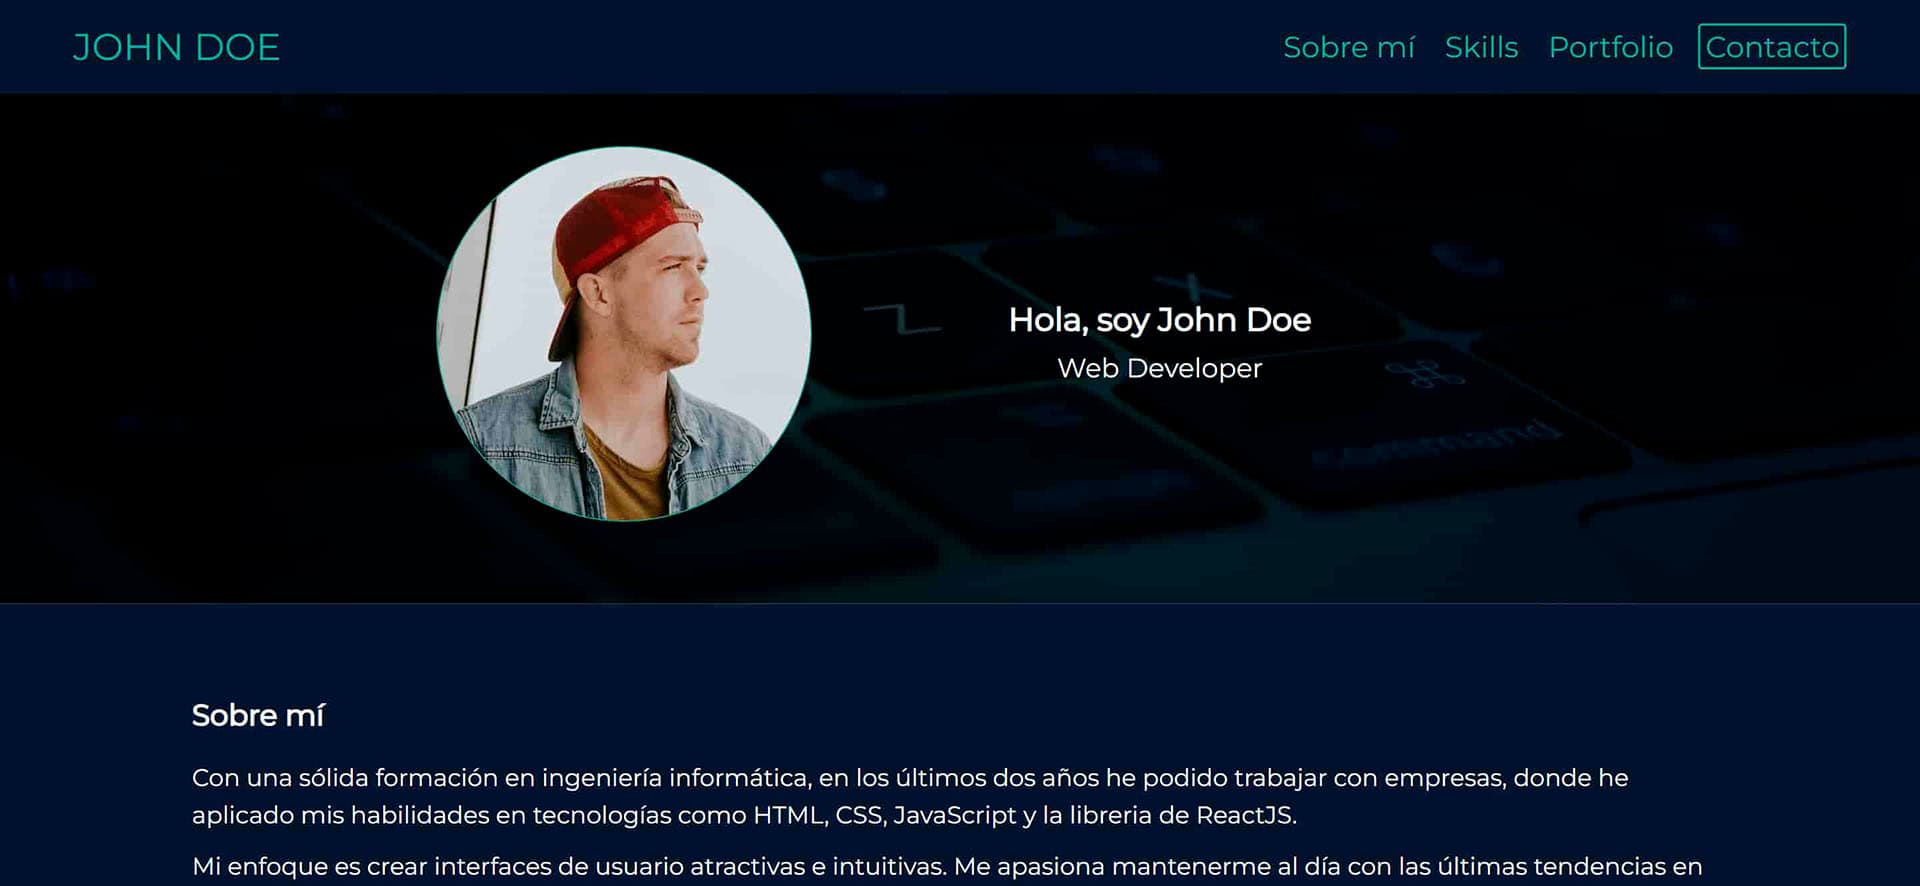 JOHN DOE
Sobre mí Skills Portfolio Contacto
Z
X
⌘
command
Hola, soy John Doe
Web Developer
Sobre mí
Con una sólida formación en ingeniería informática, en los últimos dos años he podido trabajar con empresas, donde he
aplicado mis habilidades en tecnologías como HTML, CSS, JavaScript y la libreria de ReactJS.
Mi enfoque es crear interfaces de usuario atractivas e intuitivas. Me apasiona mantenerme al día con las últimas tendencias en